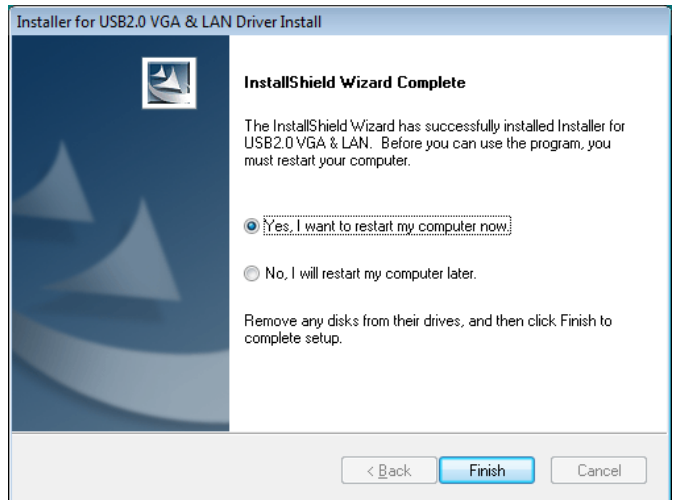 Installer for USB2.0 VGA & LAN Driver Install
InstallShield Wizard Complete
The InstallShield Wizard has successfully installed Installer for
USB2.0 VGA & LAN. Before you can use the program, you
must restart your computer.
Yes, I want to restart my computer now.
No, I will restart my computer later.
Remove any disks from their drives, and then click Finish to
complete setup.
< Back
Finish
Cancel